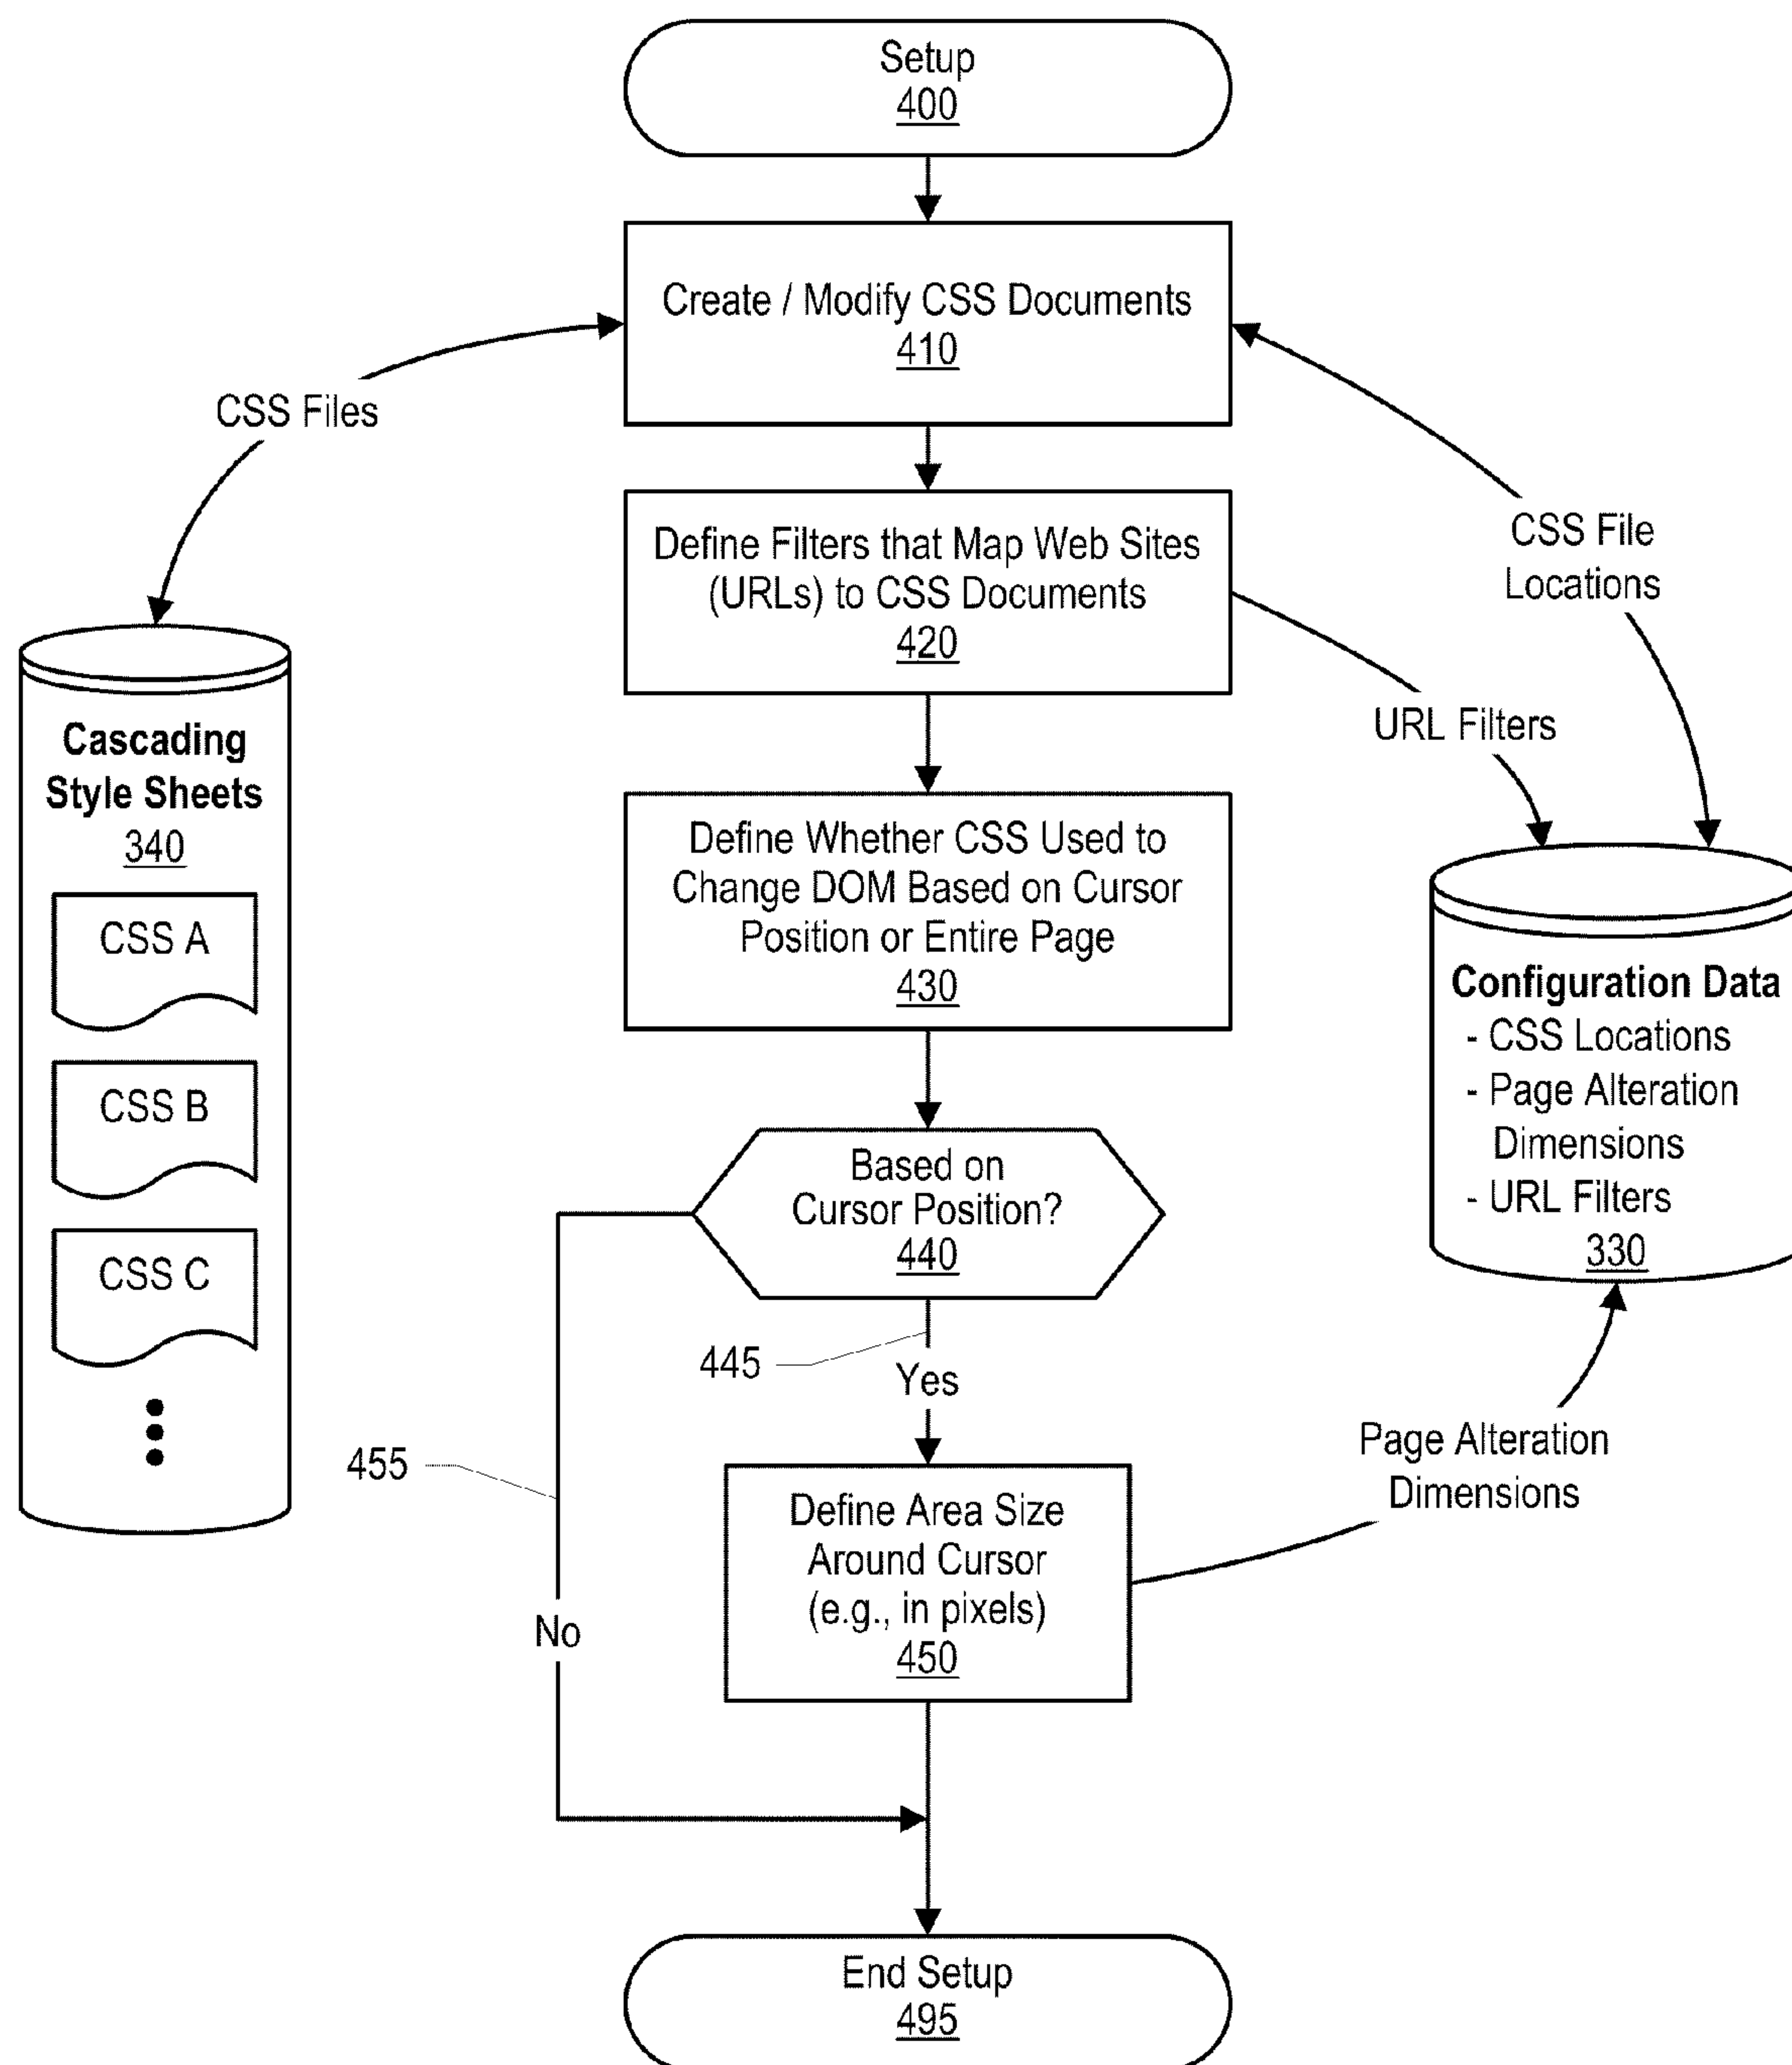 Setup
400
Create / Modify CSS Documents
410
CSS Files
CSS File
Locations
Define Filters that Map Web Sites
(URLs) to CSS Documents
420
URL Filters
Cascading
Style Sheets
340
CSS A
CSS B
CSS C
Define Whether CSS Used to
Change DOM Based on Cursor
Position or Entire Page
430
Configuration Data
- CSS Locations
- Page Alteration
Dimensions
- URL Filters
330
Based on
Cursor Position?
440
445
Yes
455
No
Define Area Size
Around Cursor
(e.g., in pixels)
450
Page Alteration
Dimensions
End Setup
495